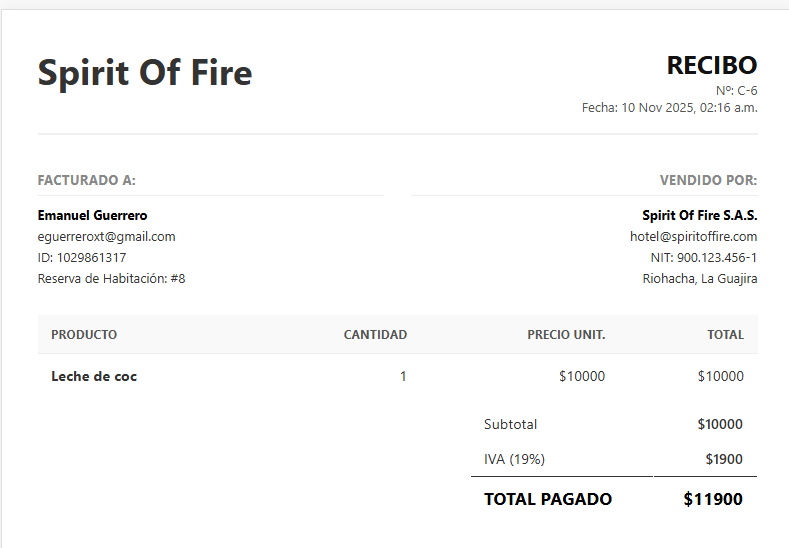 Spirit Of Fire
RECIBO
Nº: C-6
Fecha: 10 Nov 2025, 02:16 a.m.
FACTURADO A:
Emanuel Guerrero
eguerreroxt@gmail.com
ID: 1029861317
Reserva de Habitación: #8
VENDIDO POR:
Spirit Of Fire S.A.S.
hotel@spiritoffire.com
NIT: 900.123.456-1
Riohacha, La Guajira
PRODUCTO CANTIDAD PRECIO UNIT. TOTAL
Leche de coc 1 $10000 $10000
Subtotal $10000
IVA (19%) $1900
TOTAL PAGADO $11900